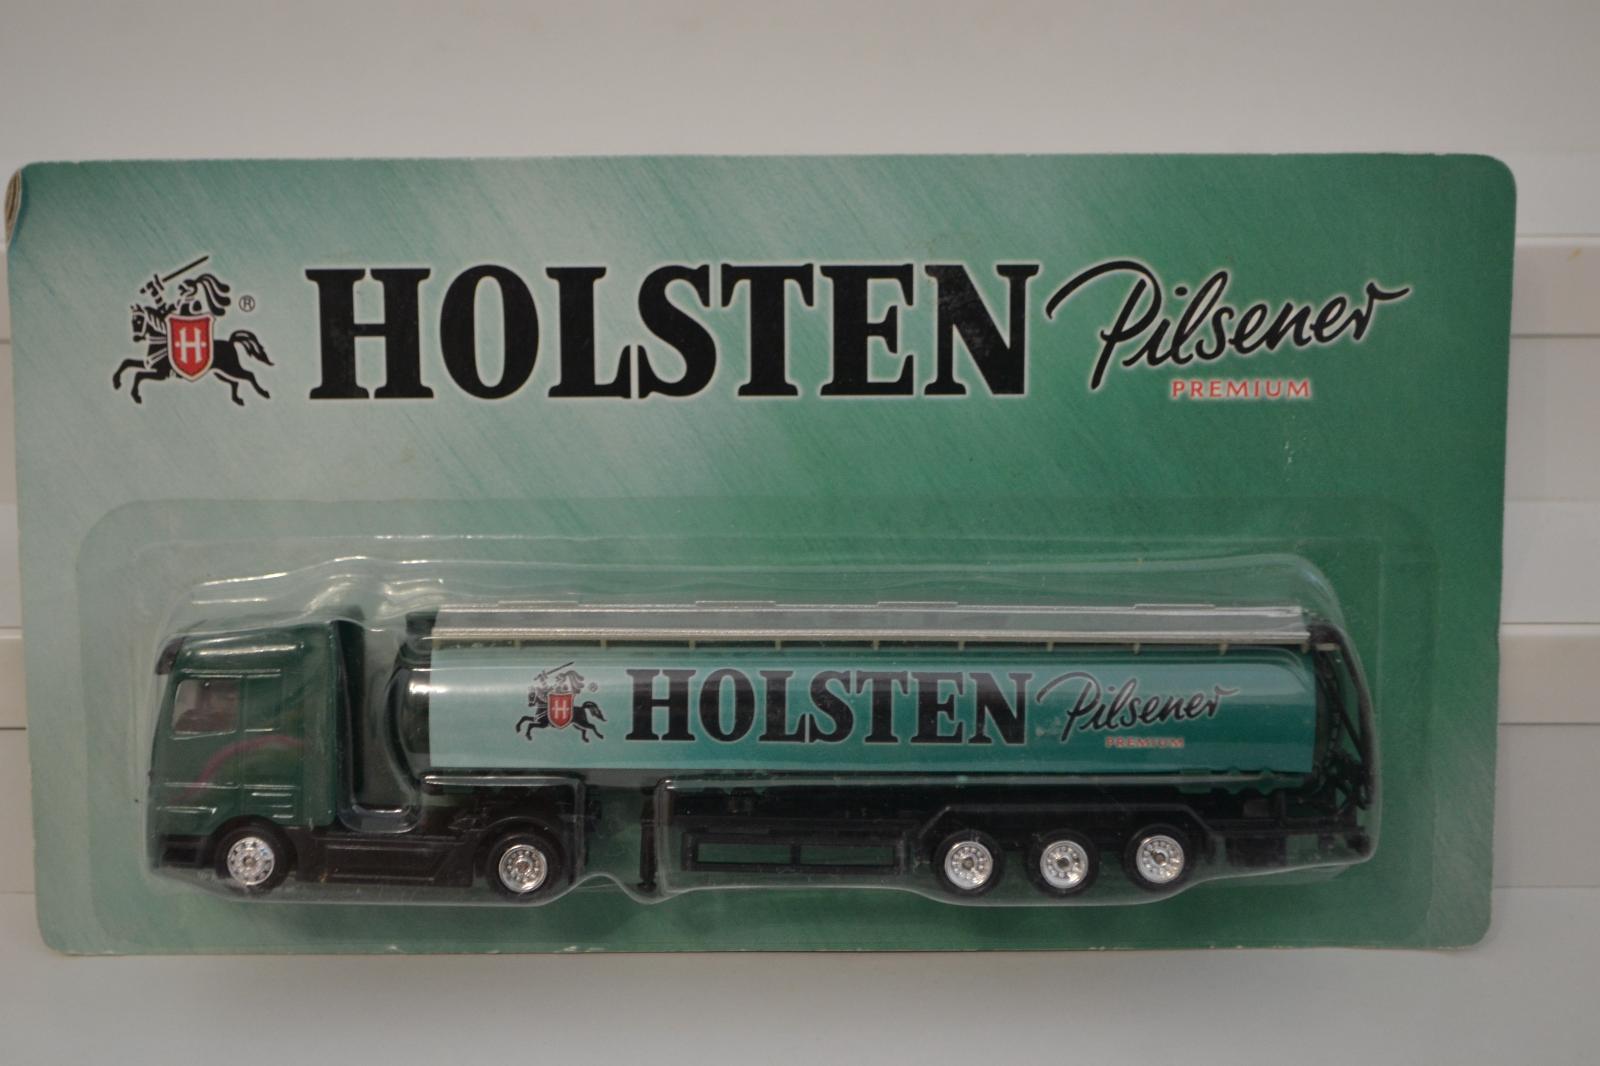 H ® HOLSTEN Pilsener
PREMIUM
H ® HOLSTEN Pilsener
PREMIUM